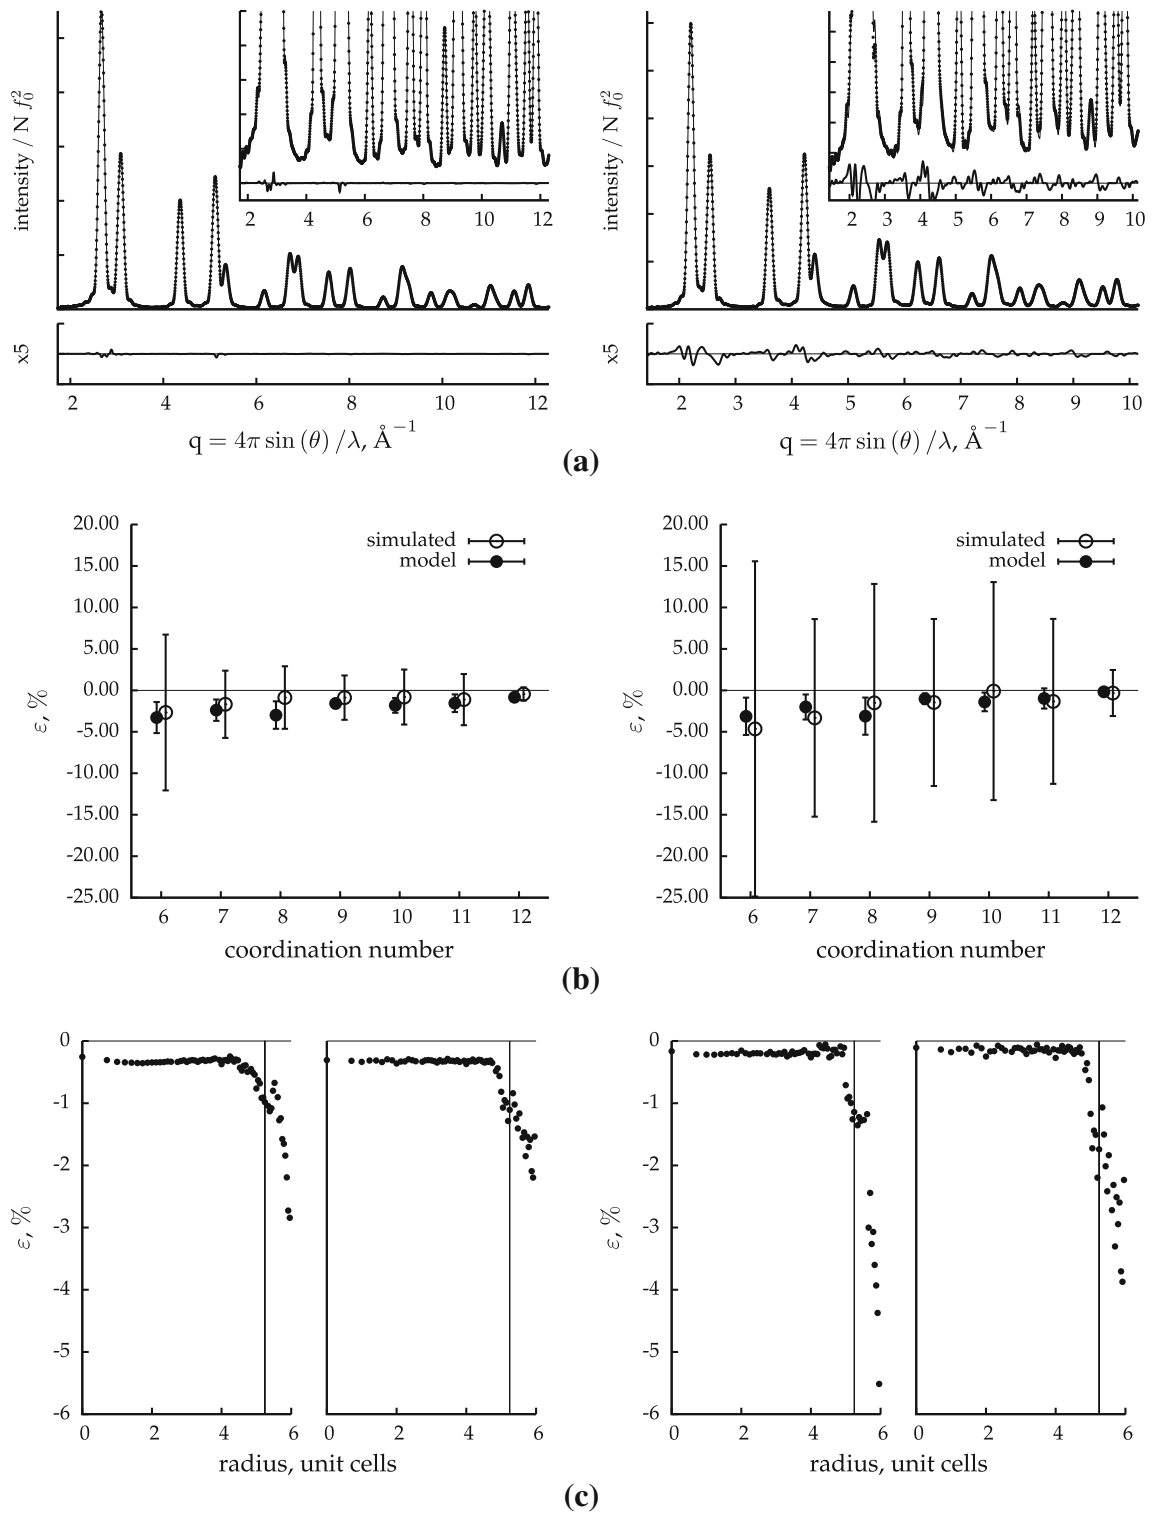 intensity / N f₀²
2 4 6 8 10 12
x5
2 4 6 8 10 12
q = 4π sin (θ) /λ, Å⁻¹
intensity / N f₀²
2 3 4 5 6 7 8 9 10
x5
2 3 4 5 6 7 8 9 10
q = 4π sin (θ) /λ, Å⁻¹
(a)
20.00
15.00
10.00
5.00
0.00
-5.00
-10.00
-15.00
-20.00
-25.00
ε, %
simulated
model
6 7 8 9 10 11 12
coordination number
20.00
15.00
10.00
5.00
0.00
-5.00
-10.00
-15.00
-20.00
-25.00
ε, %
simulated
model
6 7 8 9 10 11 12
coordination number
(b)
0
-1
-2
-3
-4
-5
-6
ε, %
0 2 4 6
0 2 4 6
radius, unit cells
0
-1
-2
-3
-4
-5
-6
ε, %
0 2 4 6
0 2 4 6
radius, unit cells
(c)